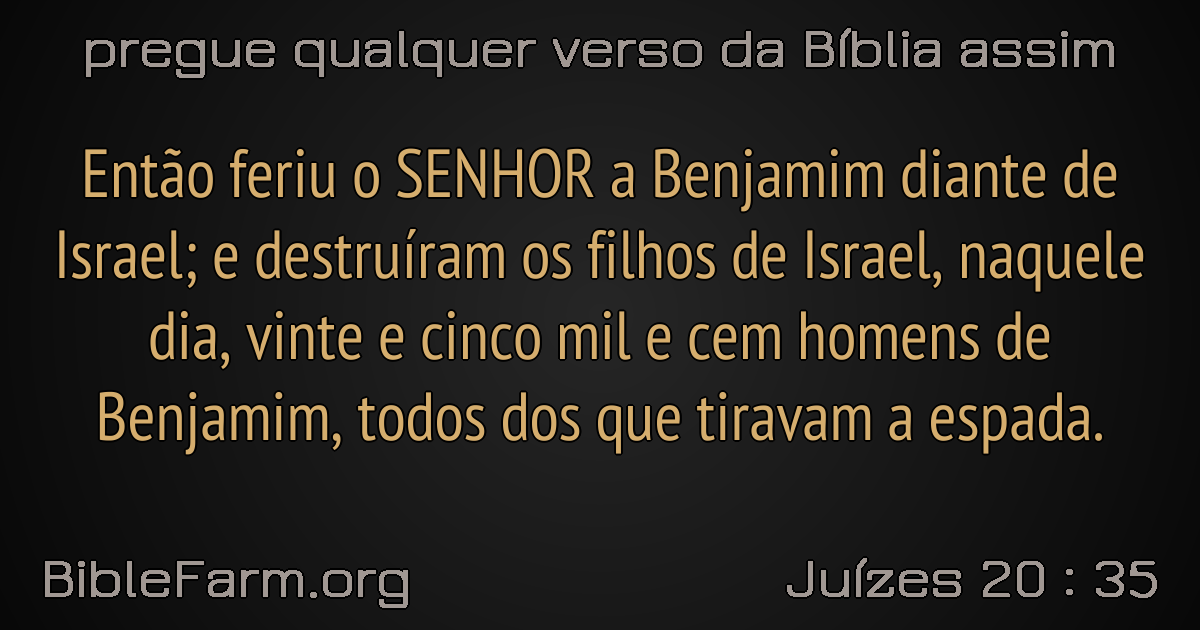 pregue qualquer verso da Bíblia assim
Então feriu o SENHOR a Benjamim diante de
Israel; e destruíram os filhos de Israel, naquele
dia, vinte e cinco mil e cem homens de
Benjamim, todos dos que tiravam a espada.
BibleFarm.org
Juízes 20 : 35